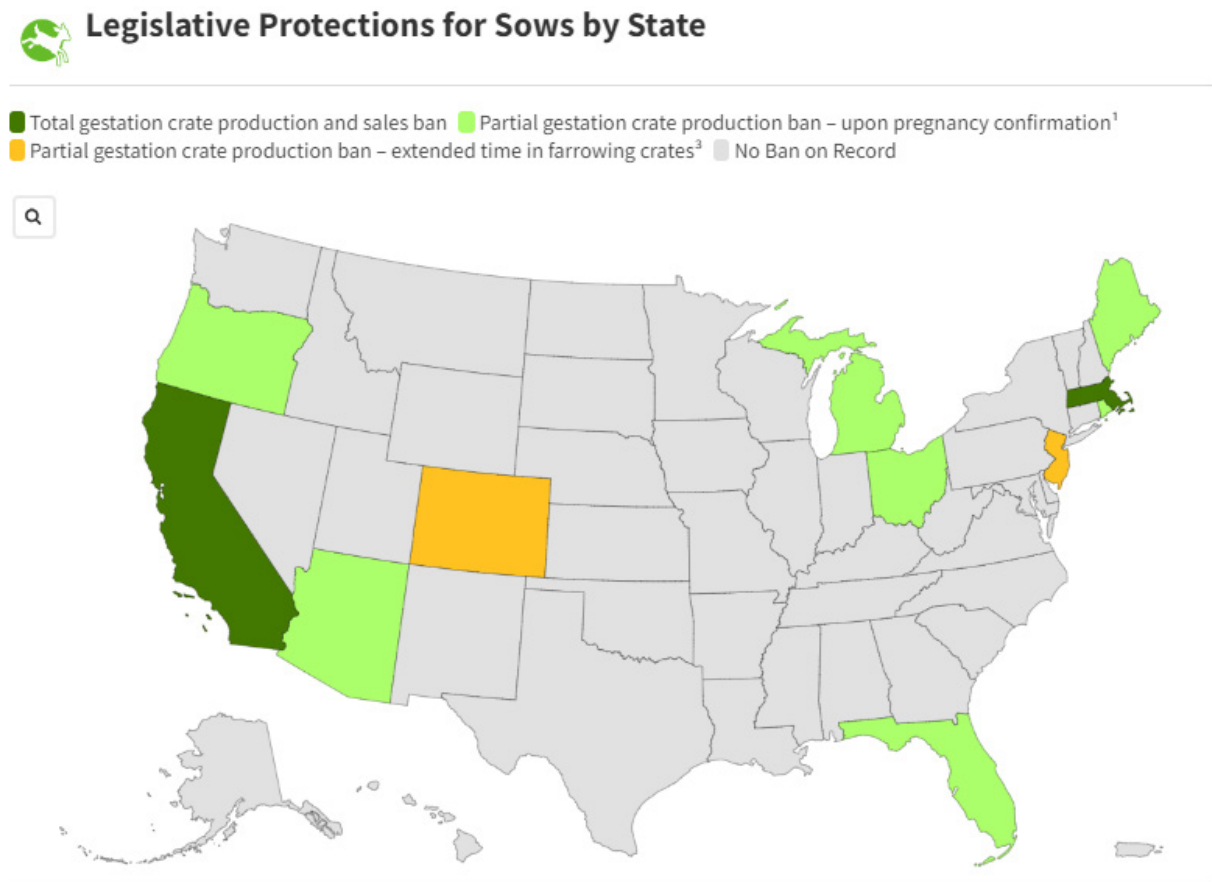 Legislative Protections for Sows by State
Total gestation crate production and sales ban Partial gestation crate production ban – upon pregnancy confirmation¹
Partial gestation crate production ban – extended time in farrowing crates³ No Ban on Record